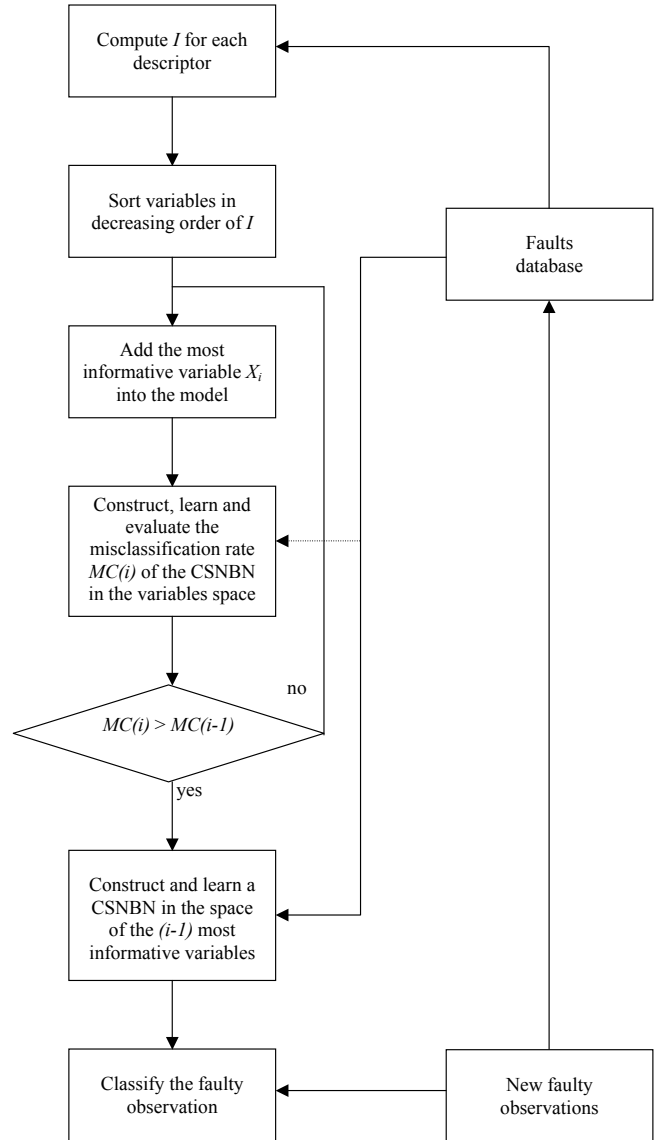 Compute I for each
descriptor
Sort variables in
decreasing order of I
Faults
database
Add the most
informative variable Xi
into the model
Construct, learn and
evaluate the
misclassification rate
MC(i) of the CSNBN
in the variables space
no
MC(i) > MC(i-1)
yes
Construct and learn a
CSNBN in the space
of the (i-1) most
informative variables
Classify the faulty
observation
New faulty
observations